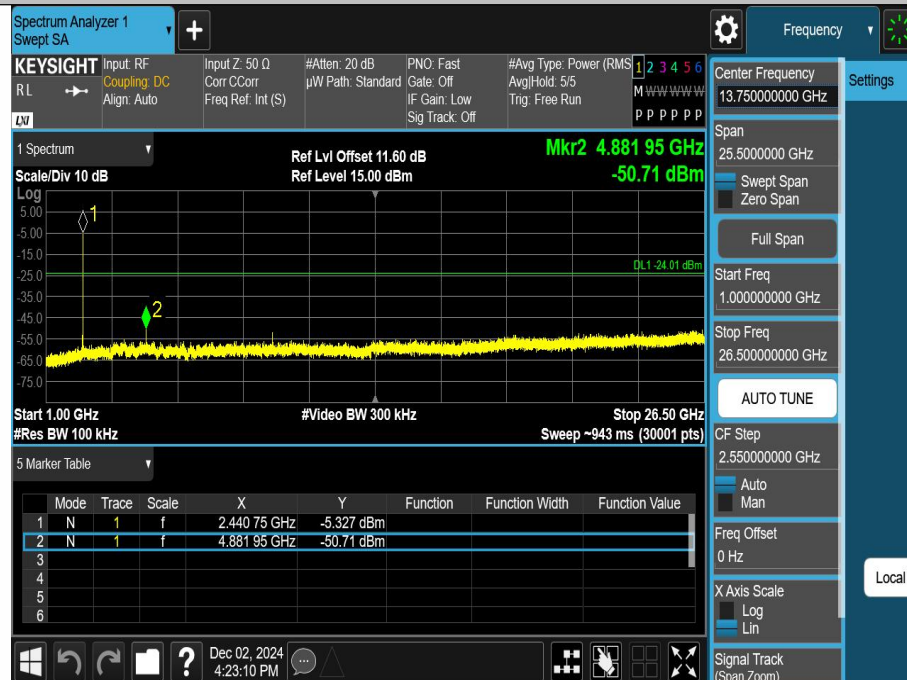 Spectrum Analyzer 1
Swept SA
+
Frequency
KEYSIGHT Input: RF Input Z: 50 Ω #Atten: 20 dB PNO: Fast #Avg Type: Power (RMS 1 2 3 4 5 6
RL Coupling: DC Corr CCorr µW Path: Standard Gate: Off Avg|Hold: 5/5 M W W W W W
Align: Auto Freq Ref: Int (S) IF Gain: Low Trig: Free Run
LXI Sig Track: Off P P P P P P
1 Spectrum
Ref Lvl Offset 11.60 dB Mkr2 4.881 95 GHz
Scale/Div 10 dB Ref Level 15.00 dBm -50.71 dBm
Log
5.00
-5.00
-15.0
-25.0
-35.0
-45.0
-55.0
-65.0
-75.0
1
2
DL1 -24.01 dBm
Start 1.00 GHz #Video BW 300 kHz Stop 26.50 GHz
#Res BW 100 kHz Sweep ~943 ms (30001 pts)
5 Marker Table
Mode Trace Scale X Y Function Function Width Function Value
1 N 1 f 2.440 75 GHz -5.327 dBm
2 N 1 f 4.881 95 GHz -50.71 dBm
3
4
5
6
Dec 02, 2024
4:23:10 PM
?
Center Frequency
13.750000000 GHz
Settings
Span
25.5000000 GHz
Swept Span
Zero Span
Full Span
Start Freq
1.000000000 GHz
Stop Freq
26.500000000 GHz
AUTO TUNE
CF Step
2.550000000 GHz
Auto
Man
Freq Offset
0 Hz
Local
X Axis Scale
Log
Lin
Signal Track
(Span Zoom)